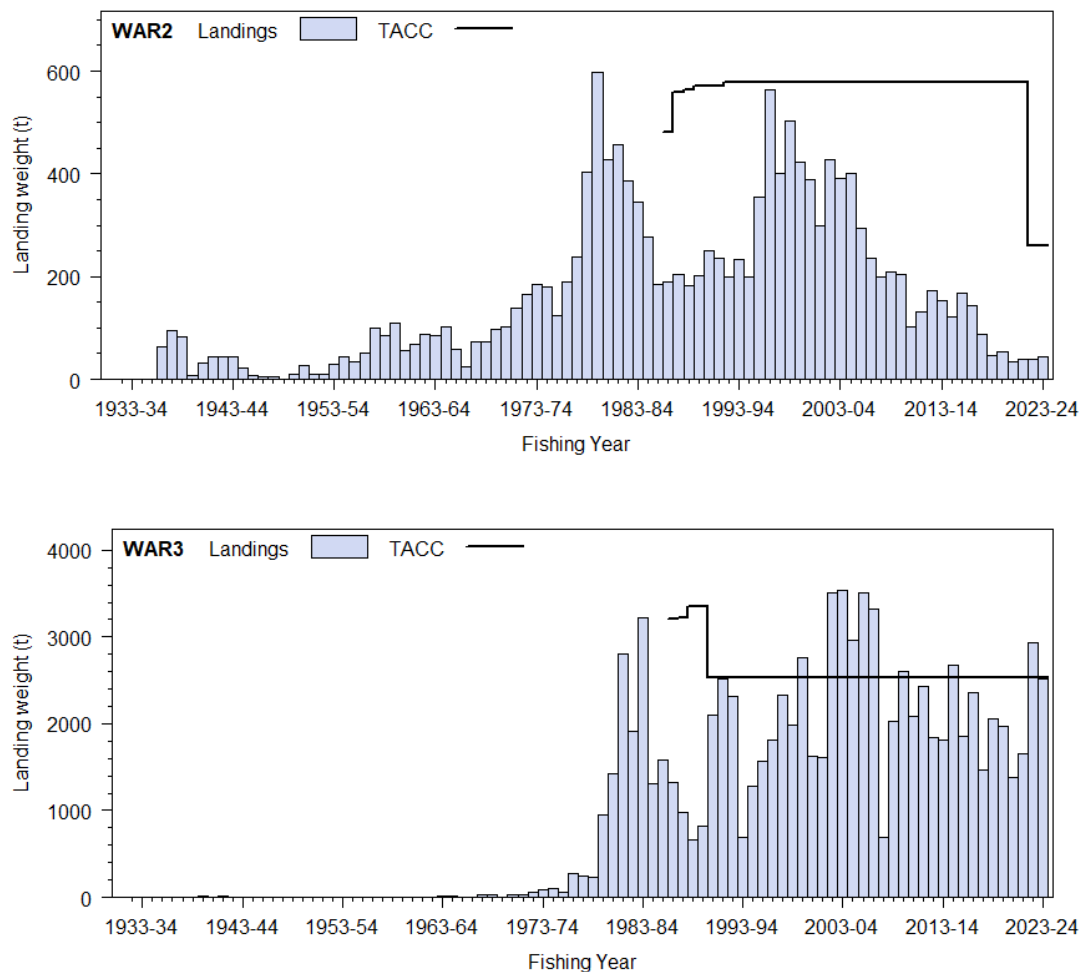 WAR2 Landings TACC
600
400
200
0
Landing weight (t)
1933-34 1943-44 1953-54 1963-64 1973-74 1983-84 1993-94 2003-04 2013-14 2023-24
Fishing Year
WAR3 Landings TACC
4000
3000
2000
1000
0
Landing weight (t)
1933-34 1943-44 1953-54 1963-64 1973-74 1983-84 1993-94 2003-04 2013-14 2023-24
Fishing Year